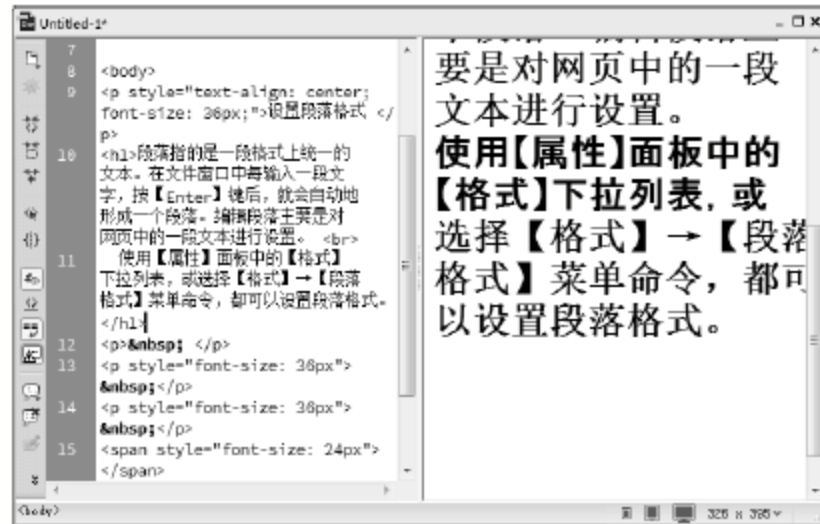 Untitled-1*
7
8 <body>
9 <p style="text-align: center;
font-size: 36px;">设置段落格式 </
p>
10 <h1>段落指的是一段格式上统一的
文本。在文件窗口中每输入一段文
字，按【Enter】键后，就会自动地
形成一个段落。编辑段落主要是对
网页中的一段文本进行设置。 <br>
11 使用【属性】面板中的【格式】
下拉列表，或选择【格式】→【段落
格式】菜单命令，都可以设置段落格式。
</h1>
12 <p>&nbsp; </p>
13 <p style="font-size: 36px">
&nbsp;</p>
14 <p style="font-size: 36px">
&nbsp;</p>
15 <span style="font-size: 24px">
</span>
要是对网页中的一段
文本进行设置。
使用【属性】面板中的
【格式】下拉列表，或
选择【格式】→【段落
格式】菜单命令，都可
以设置段落格式。
<body>
326 x 395